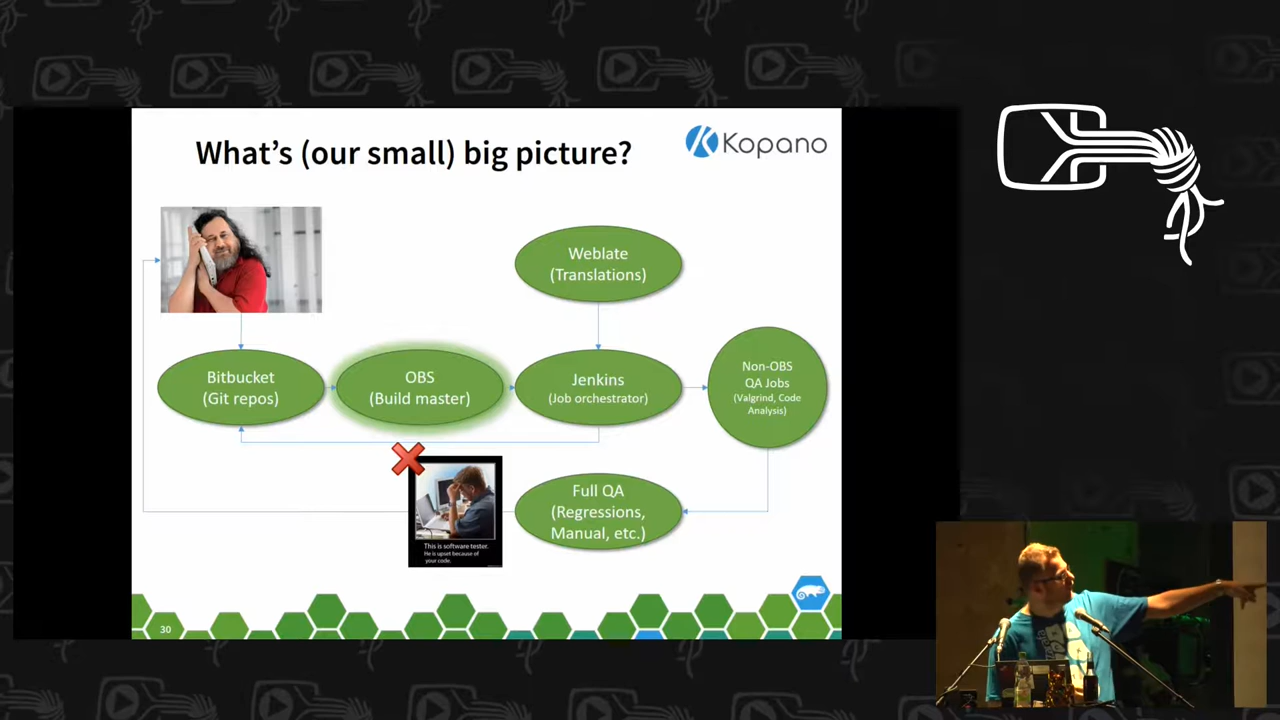 What's (our small) big picture?
Kopano
Weblate
(Translations)
Bitbucket
(Git repos)
OBS
(Build master)
Jenkins
(Job orchestrator)
Non-OBS
QA Jobs
(Valgrind, Code
Analysis)
Full QA
(Regressions,
Manual, etc.)
This is software tester.
He is upset because of
your code.
30